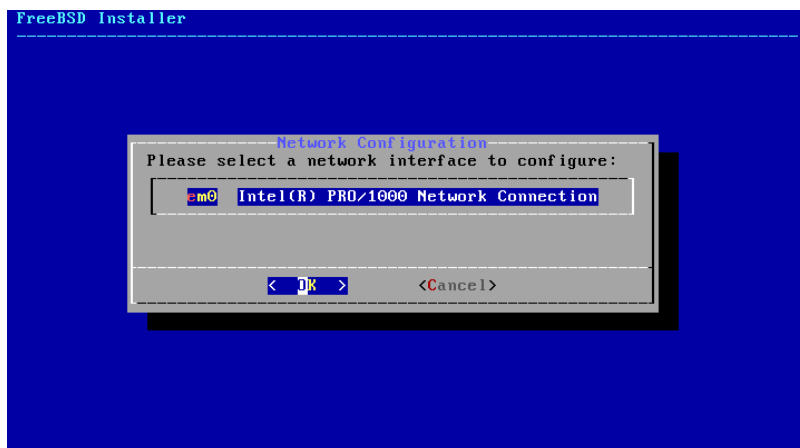 FreeBSD Installer
Network Configuration
Please select a network interface to configure:
em0 Intel(R) PRO/1000 Network Connection
< OK > <Cancel>